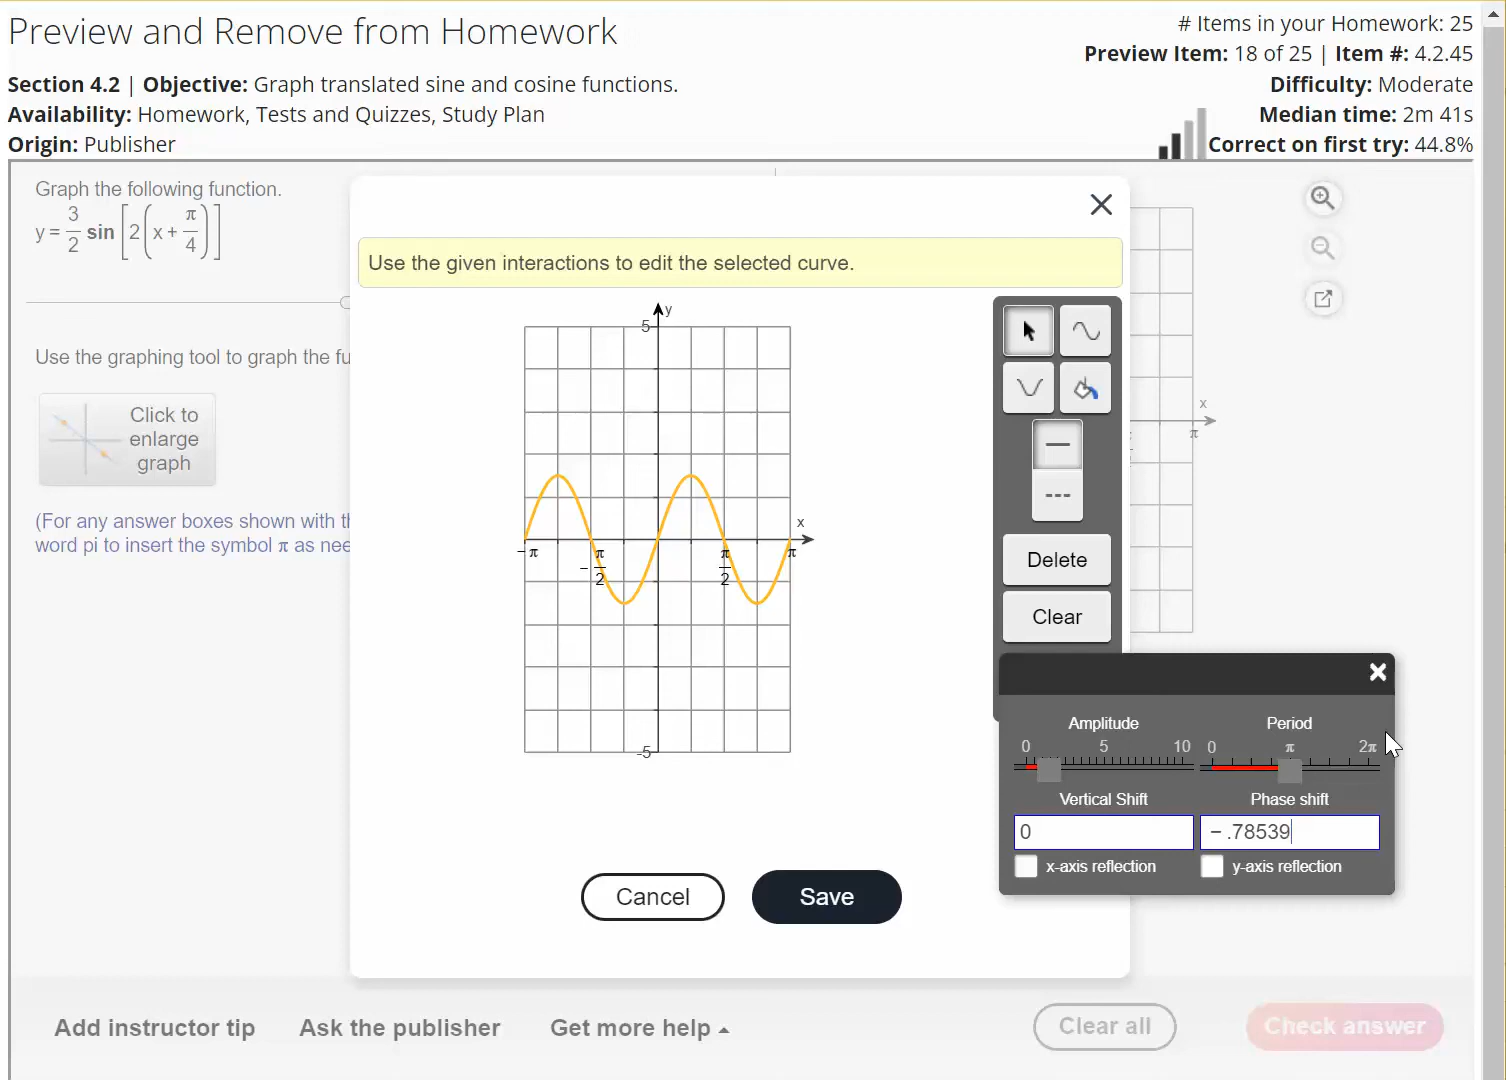 Preview and Remove from Homework
# Items in your Homework: 25
Preview Item: 18 of 25 | Item #: 4.2.45
Section 4.2 | Objective: Graph translated sine and cosine functions.
Difficulty: Moderate
Availability: Homework, Tests and Quizzes, Study Plan
Median time: 2m 41s
Origin: Publisher
Correct on first try: 44.8%
Graph the following function.
y = 3/2 sin [2(x + π/4)]
Use the graphing tool to graph the fu
Click to
enlarge
graph
(For any answer boxes shown with th
word pi to insert the symbol π as nee
Use the given interactions to edit the selected curve.
y
5
x
-π
-π/2
π/2
π
-5
x
π
Delete
Clear
Amplitude
0 5 10
Period
0 π 2π
Vertical Shift
0
Phase shift
- .78539
x-axis reflection
y-axis reflection
Cancel
Save
Add instructor tip
Ask the publisher
Get more help
Clear all
Check answer